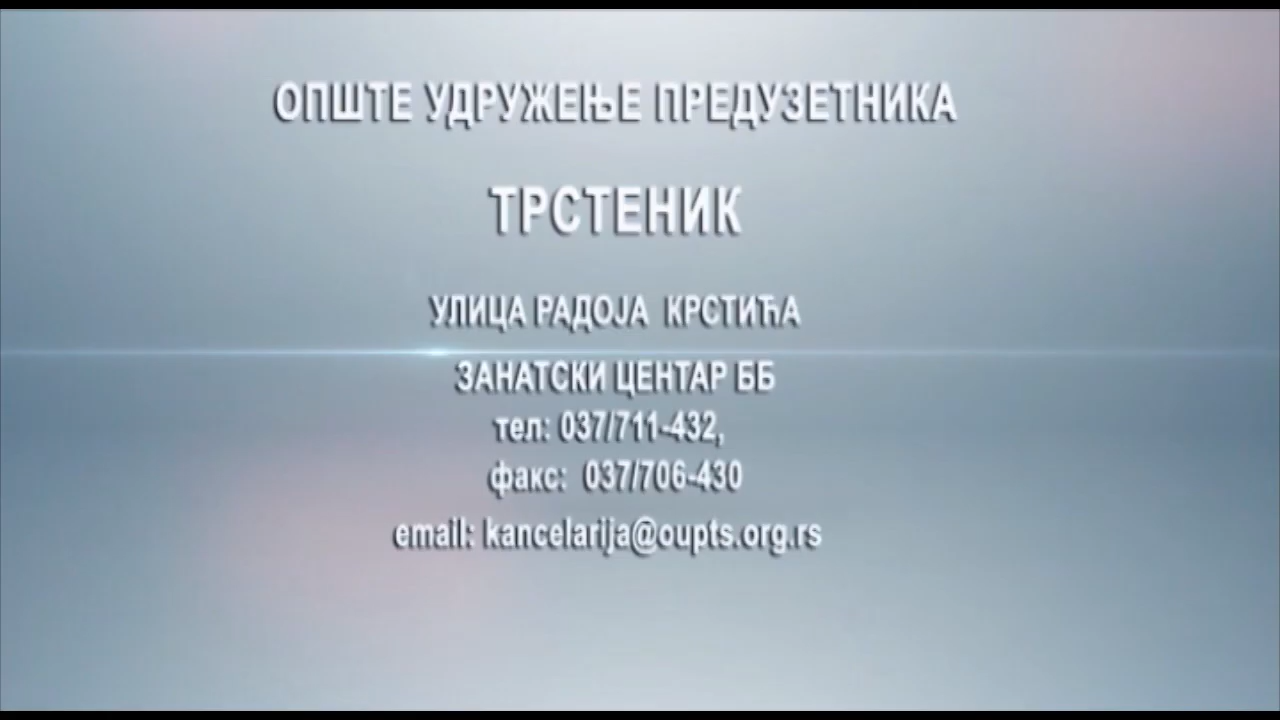 ОПШТЕ УДРУЖЕЊЕ ПРЕДУЗЕТНИКА
ТРСТЕНИК
УЛИЦА РАДОЈА КРСТИЋА
ЗАНАТСКИ ЦЕНТАР ББ
тел: 037/711-432,
факс: 037/706-430
email: kancelarija@oupts.org.rs